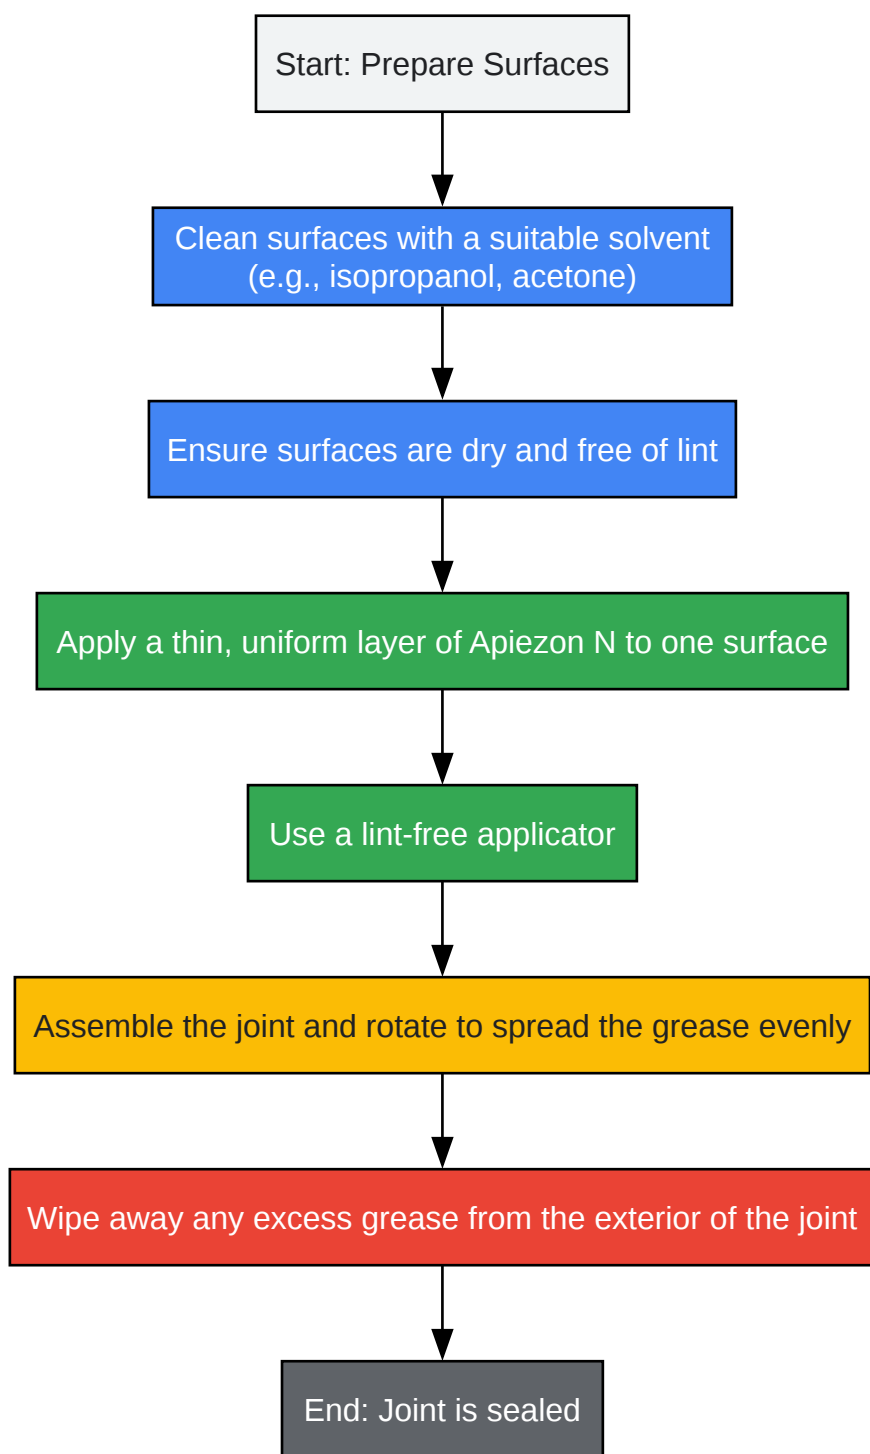 Start: Prepare Surfaces
Clean surfaces with a suitable solvent
(e.g., isopropanol, acetone)
Ensure surfaces are dry and free of lint
Apply a thin, uniform layer of Apiezon N to one surface
Use a lint-free applicator
Assemble the joint and rotate to spread the grease evenly
Wipe away any excess grease from the exterior of the joint
End: Joint is sealed